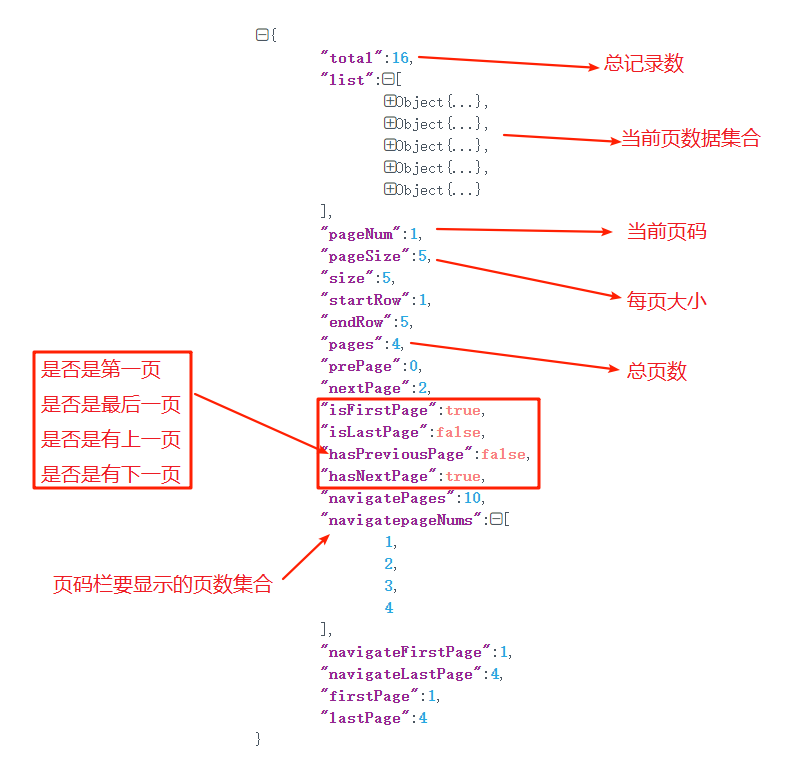 {
"total":16,
总记录数
"list":[
Object{...},
Object{...},
Object{...},
Object{...},
Object{...}
当前页数据集合
],
"pageNum":1,
当前页码
"pageSize":5,
每页大小
"size":5,
"startRow":1,
"endRow":5,
"pages":4,
总页数
"prePage":0,
"nextPage":2,
是否是第一页
是否是最后一页
是否是有上一页
是否是有下一页
"isFirstPage":true,
"isLastPage":false,
"hasPreviousPage":false,
"hasNextPage":true,
"navigatePages":10,
"navigatepageNums":[
页码栏要显示的页数集合
1,
2,
3,
4
],
"navigateFirstPage":1,
"navigateLastPage":4,
"firstPage":1,
"lastPage":4
}